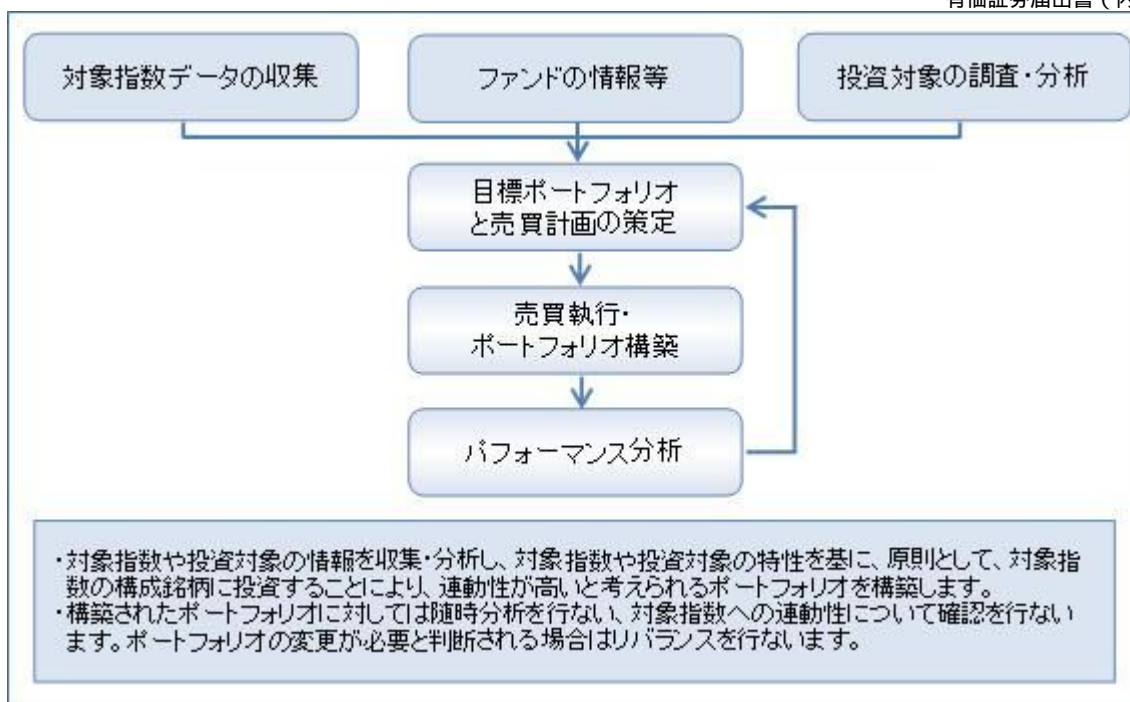 有価証券届出書（内
対象指数データの収集
ファンドの情報等
投資対象の調査・分析
目標ポートフォリオ
と売買計画の策定
売買執行・
ポートフォリオ構築
パフォーマンス分析
・対象指数や投資対象の情報を収集・分析し、対象指数や投資対象の特性を基に、原則として、対象指
数の構成銘柄に投資することにより、連動性が高いと考えられるポートフォリオを構築します。
・構築されたポートフォリオに対しては随時分析を行ない、対象指数への連動性について確認を行ない
ます。ポートフォリオの変更が必要と判断される場合はリバランスを行ないます。